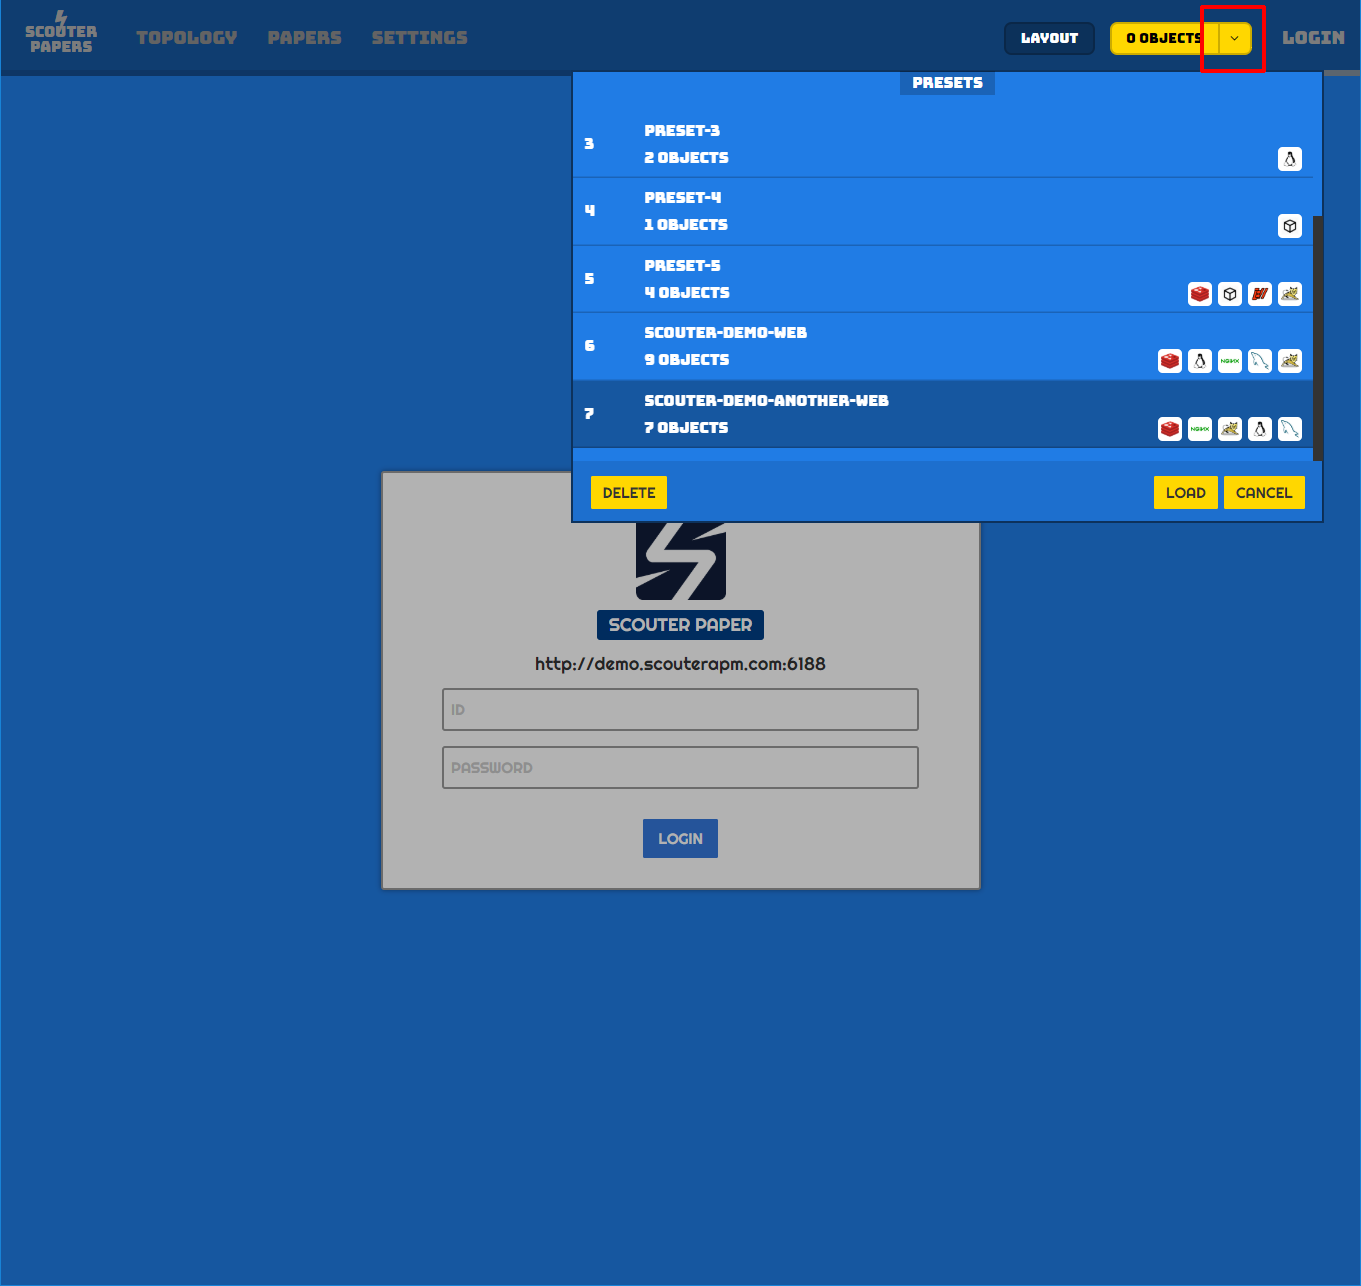 SCOUTER
PAPERS
TOPOLOGY
PAPERS
SETTINGS
LAYOUT
0 OBJECTS
LOGIN
PRESETS
3
PRESET-3
2 OBJECTS
4
PRESET-4
1 OBJECTS
5
PRESET-5
4 OBJECTS
6
SCOUTER-DEMO-WEB
9 OBJECTS
NGINX
7
SCOUTER-DEMO-ANOTHER-WEB
7 OBJECTS
NGINX
DELETE
LOAD
CANCEL
SCOUTER PAPER
http://demo.scouterapm.com:6188
ID
PASSWORD
LOGIN